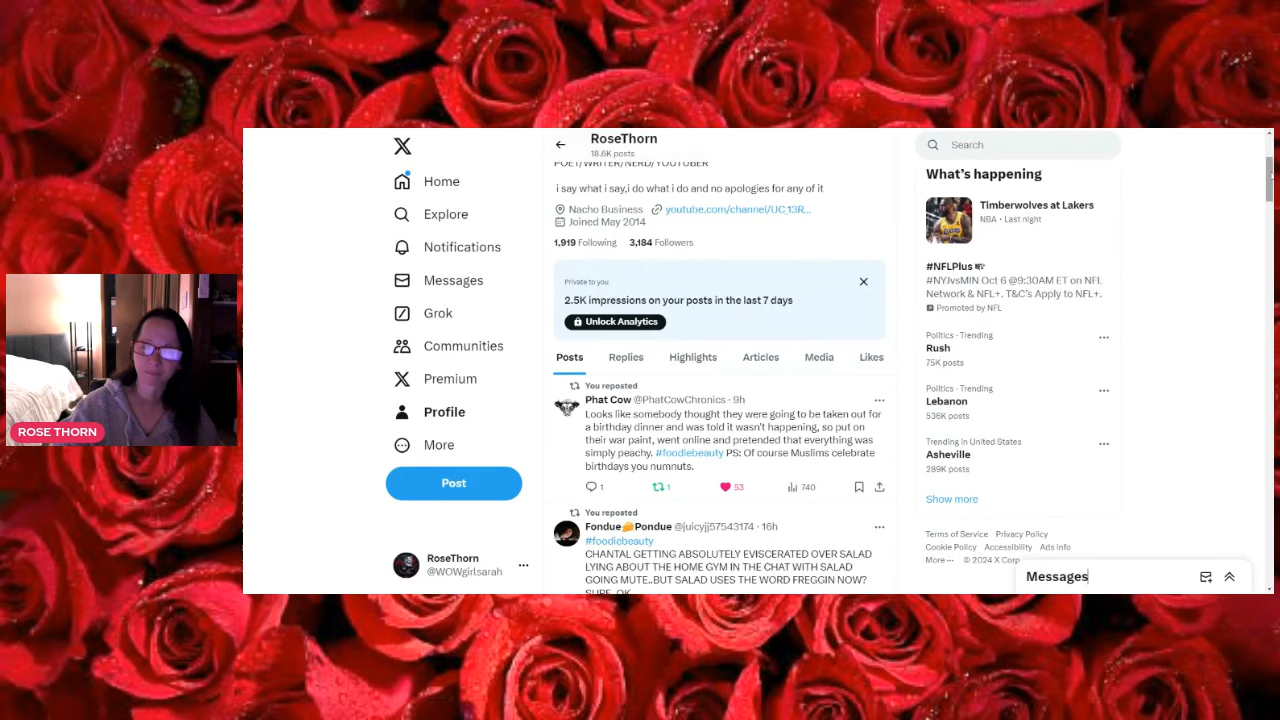 Home
Explore
Notifications
Messages
Grok
Communities
Premium
Profile
More
Post
RoseThorn
@WOWgirlsarah
RoseThorn
18.6K posts
POET/WRITER/NERD/YOUTUBER
i say what i say,i do what i do and no apologies for any of it
Nacho Business youtube.com/channel/UC_13R...
Joined May 2014
1,919 Following 3,184 Followers
Private to you
2.5K impressions on your posts in the last 7 days
Unlock Analytics
Posts Replies Highlights Articles Media Likes
You reposted
Phat Cow @PhatCowChronics · 9h
Looks like somebody thought they were going to be taken out for
a birthday dinner and was told it wasn't happening, so put on
their war paint, went online and pretended that everything was
simply peachy. #foodiebeauty PS: Of course Muslims celebrate
birthdays you numnuts.
1 1 53 740
You reposted
Fondue🧀Pondue @juicyjj57543174 · 16h
#foodiebeauty
CHANTAL GETTING ABSOLUTELY EVISCERATED OVER SALAD
LYING ABOUT THE HOME GYM IN THE CHAT WITH SALAD
GOING MUTE..BUT SALAD USES THE WORD FREGGIN NOW?
SURE, OK
Search
What's happening
Timberwolves at Lakers
NBA · Last night
#NFLPlus
#NYJvsMIN Oct 6 @9:30AM ET on NFL
Network & NFL+. T&C's Apply to NFL+.
Promoted by NFL
Politics · Trending
Rush
75K posts
Politics · Trending
Lebanon
536K posts
Trending in United States
Asheville
289K posts
Show more
Terms of Service Privacy Policy
Cookie Policy Accessibility Ads info
More ... © 2024 X Corp.
Messages
ROSE THORN